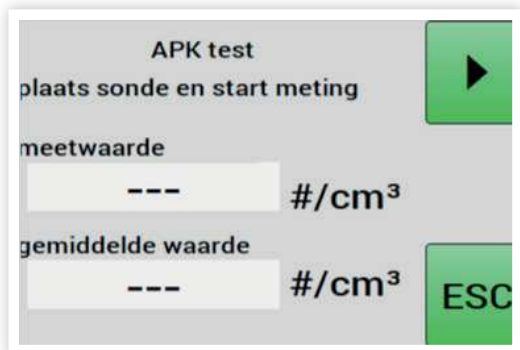 APK test
plaats sonde en start meting
meetwaarde
--- #/cm³
gemiddelde waarde
--- #/cm³
ESC